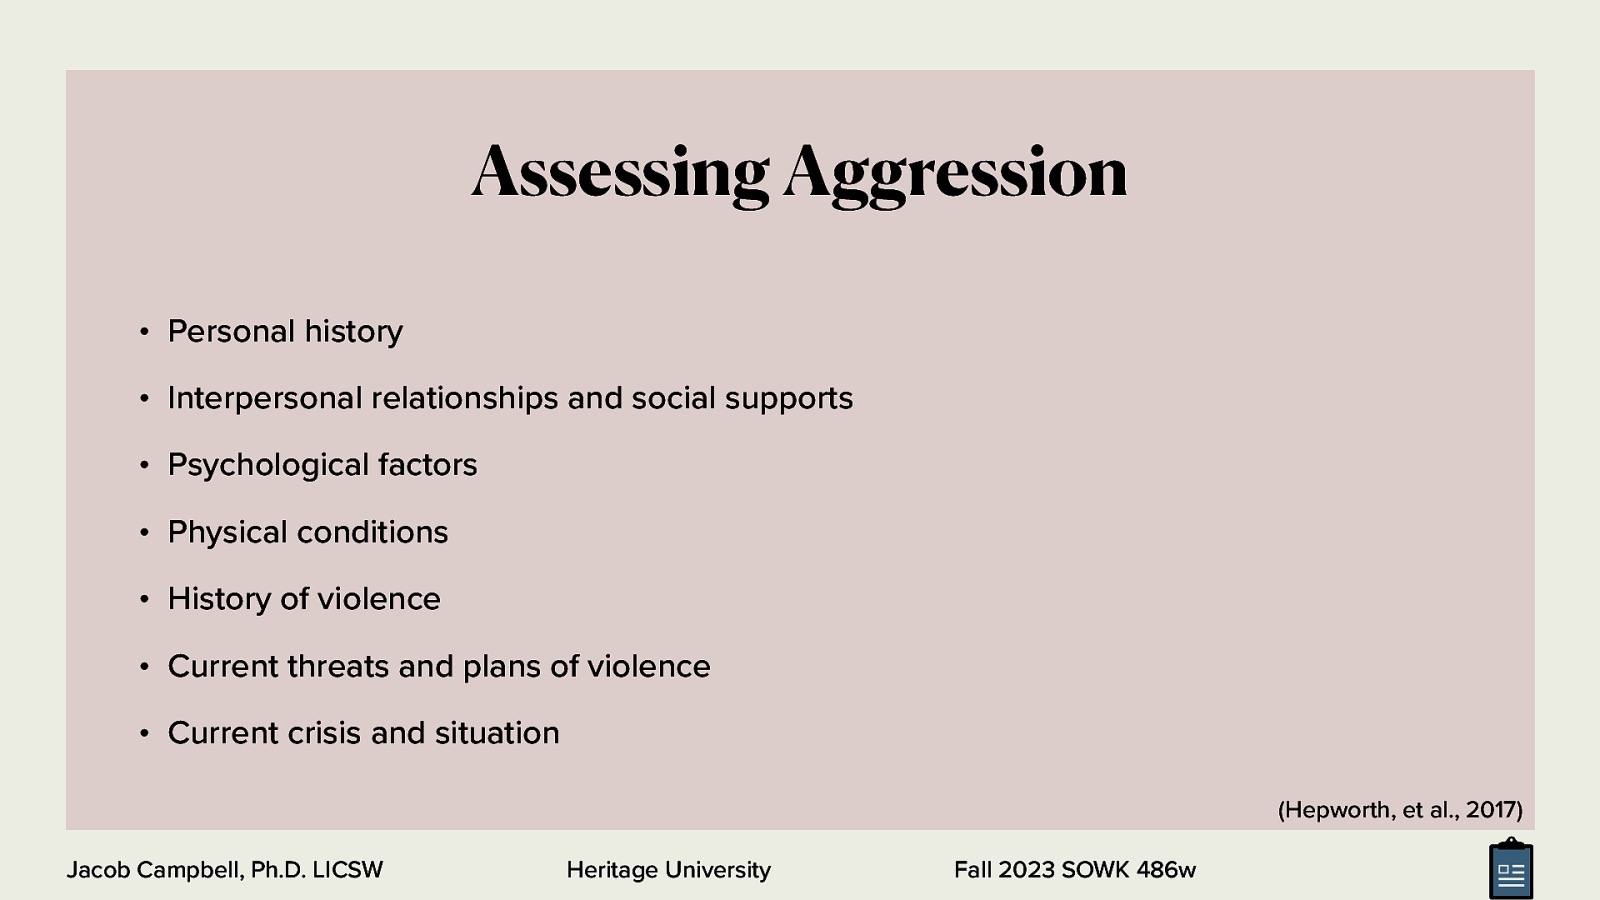 Assessing Aggression
• Personal history
• Interpersonal relationships and social supports
• Psychological factors
• Physical conditions
• History of violence
• Current threats and plans of violence
• Current crisis and situation
(Hepworth, et al., 2017)
Jacob Campbell, Ph.D. LICSW
Heritage University
Fall 2023 SOWK 486w